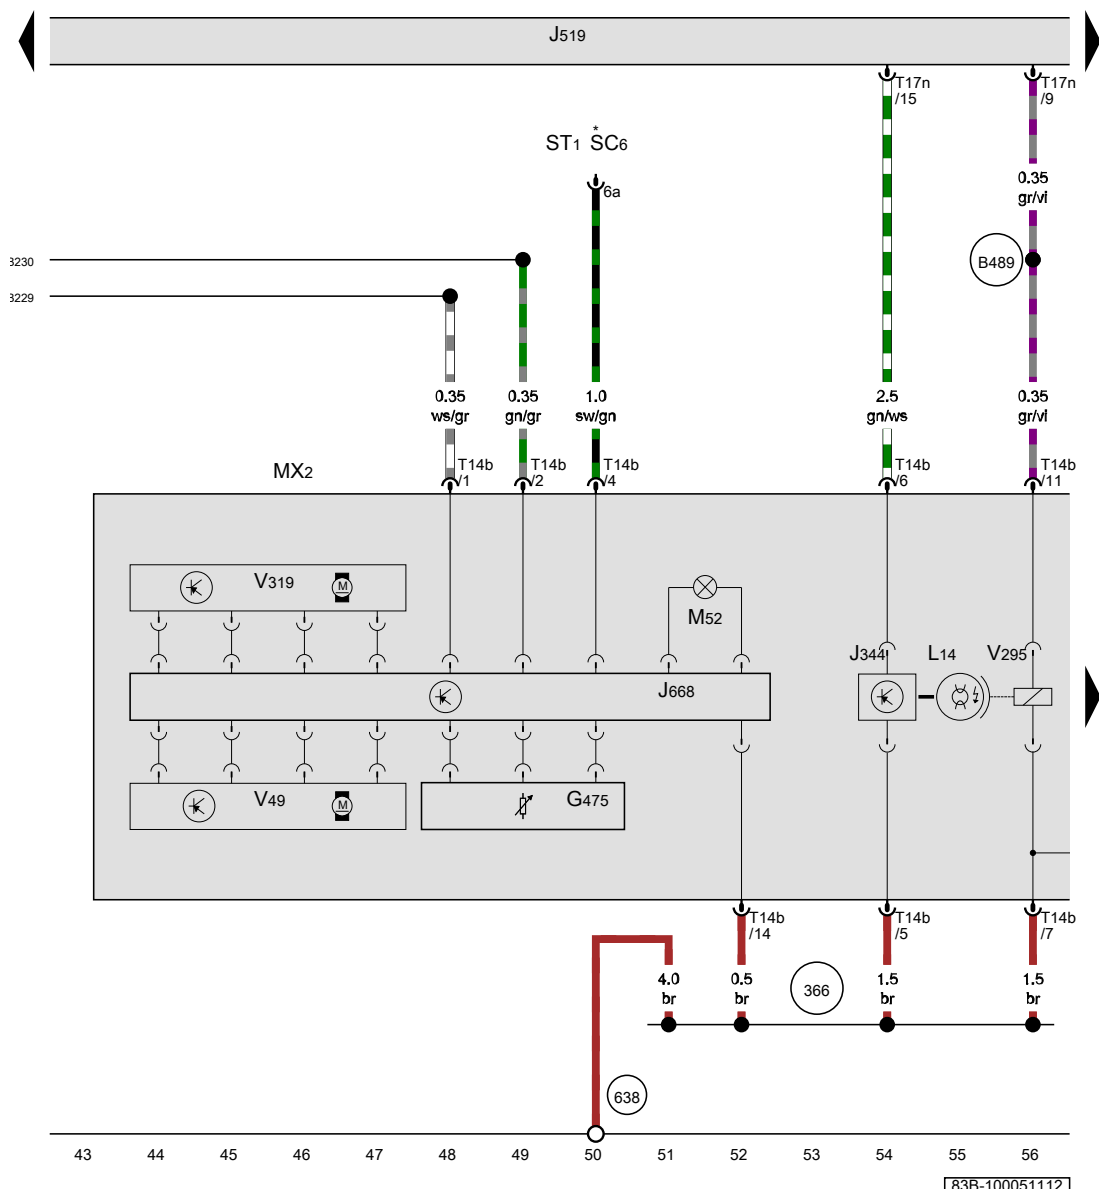 J519
T17n
/15
T17n
/9
*
ST1 SC6
6a
0.35
gr/vi
B489
3230
3229
0.35
ws/gr
0.35
gn/gr
1.0
sw/gn
2.5
gn/ws
0.35
gr/vi
MX2
T14b
/1
T14b
/2
T14b
/4
T14b
/6
T14b
/11
V319
M
M52
J344
L14
V295
J668
V49
M
G475
T14b
/14
T14b
/5
T14b
/7
4.0
br
0.5
br
366
1.5
br
1.5
br
638
43 44 45 46 47 48 49 50 51 52 53 54 55 56
83B-100051112